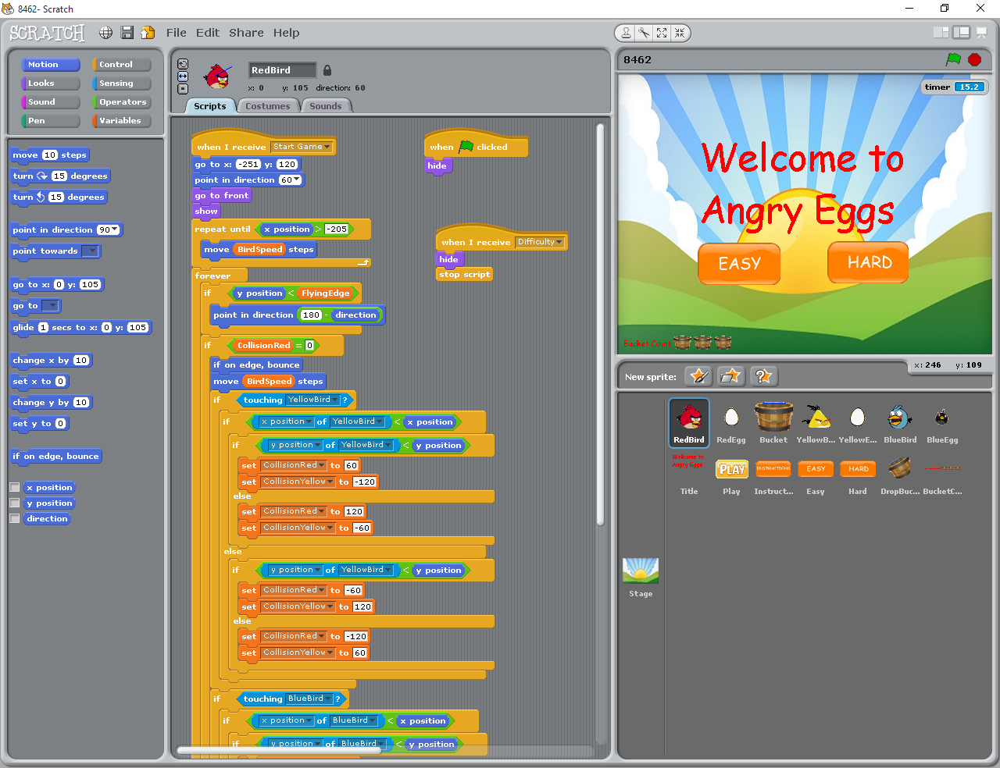 8462- Scratch
SCRATCH File Edit Share Help
Motion Control
Looks Sensing
Sound Operators
Pen Variables
move 10 steps
turn 15 degrees
turn 15 degrees
point in direction 90
point towards
go to x: 0 y: 105
go to
glide 1 secs to x: 0 y: 105
change x by 10
set x to 0
change y by 10
set y to 0
if on edge, bounce
x position
y position
direction
RedBird
x: 0 y: 105 direction: 60
Scripts Costumes Sounds
when I receive Start Game
go to x: -251 y: 120
point in direction 60
go to front
show
repeat until x position > -205
move BirdSpeed steps
forever
if y position < FlyingEdge
point in direction 180 - direction
if CollisionRed = 0
if on edge, bounce
move BirdSpeed steps
if touching YellowBird ?
if x position of YellowBird < x position
if y position of YellowBird < y position
set CollisionRed to 60
set CollisionYellow to -120
else
set CollisionRed to 120
set CollisionYellow to -60
else
if y position of YellowBird < y position
set CollisionRed to -60
set CollisionYellow to 120
else
set CollisionRed to -120
set CollisionYellow to 60
if touching BlueBird ?
if x position of BlueBird < x position
if y position of BlueBird < y position
when clicked
hide
when I receive Difficulty
hide
stop script
8462
timer 15.2
Welcome to
Angry Eggs
EASY HARD
Bucket Count
x: 246 y: 109
New sprite:
RedBird RedEgg Bucket YellowB... YellowE... BlueBird BlueEgg
Welcome to
Angry Eggs
PLAY INSTRUCTIONS EASY HARD
Title Play Instruct... Easy Hard DropBuc... BucketC...
Stage